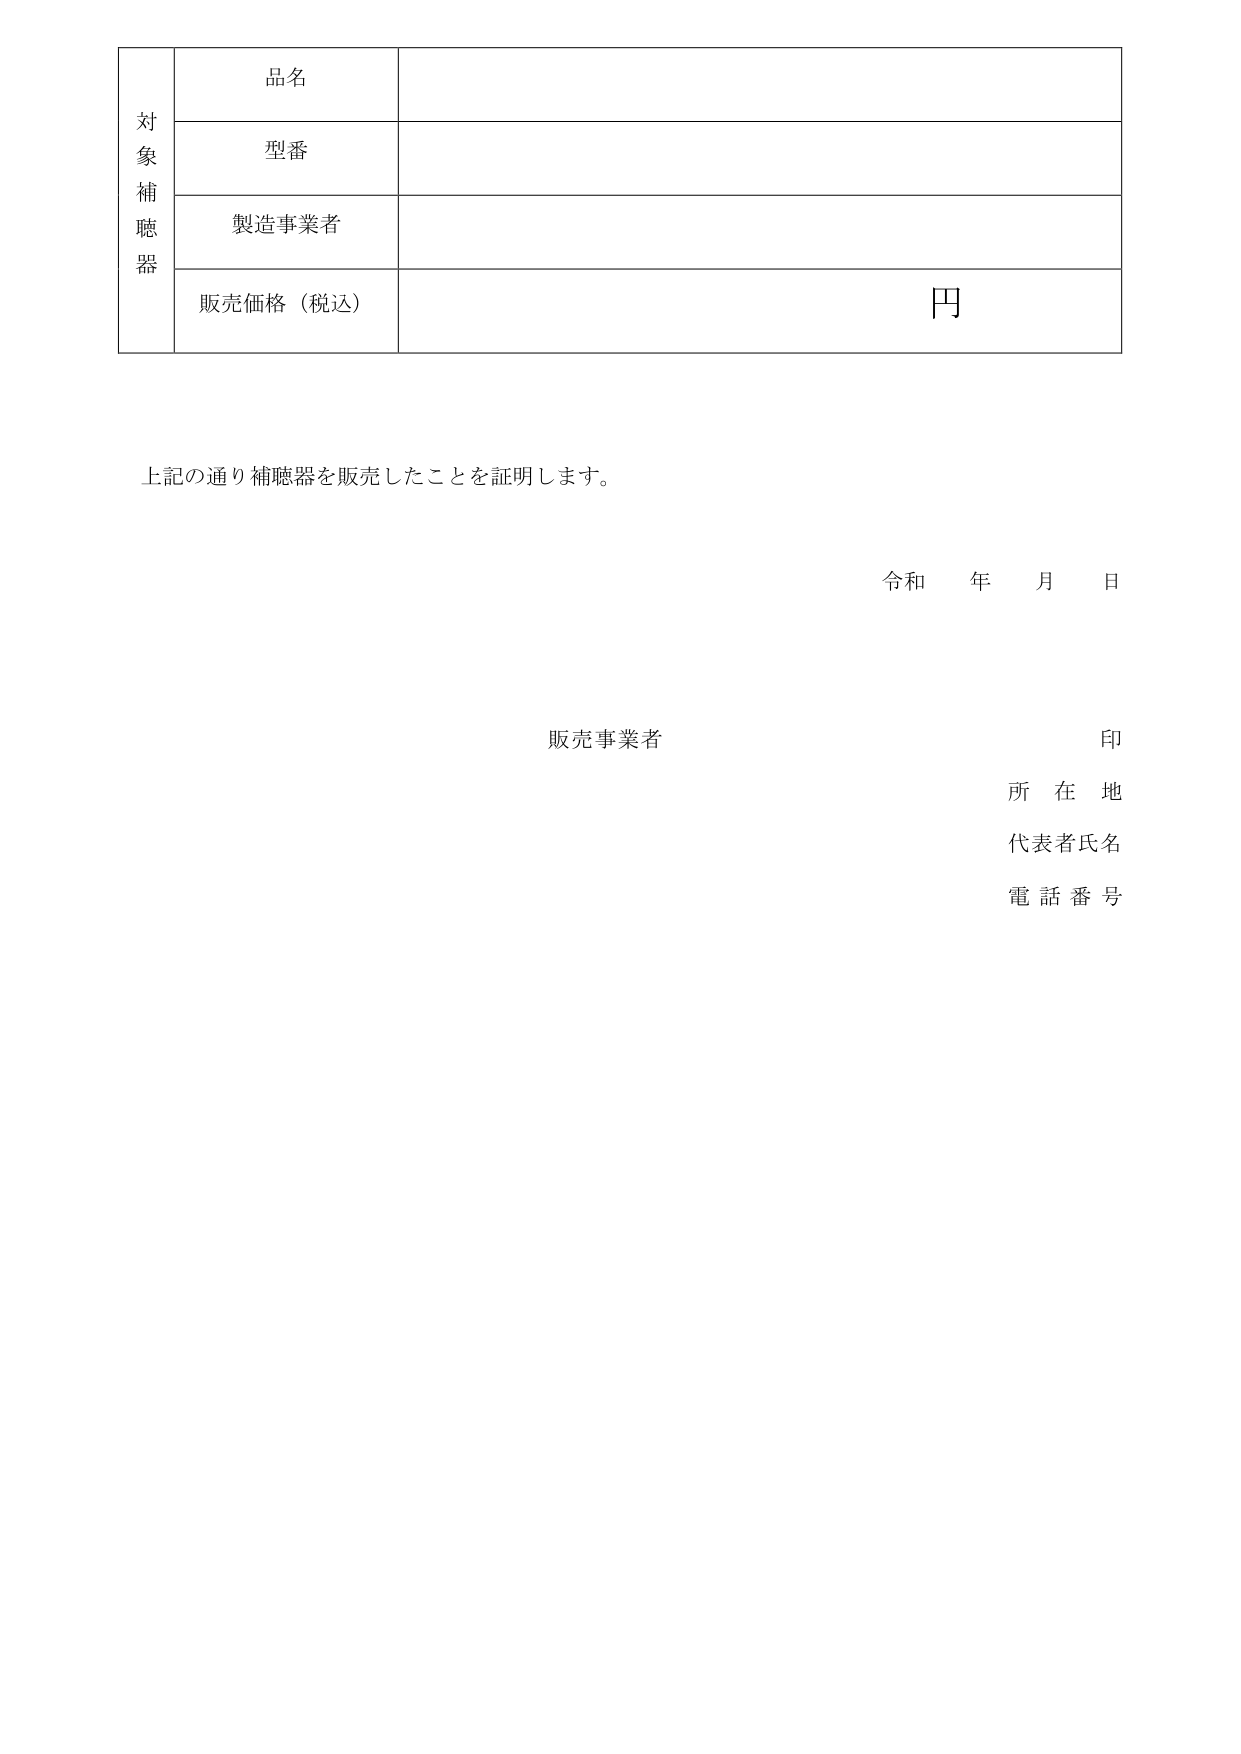 対象補聴器
品名
型番
製造事業者
販売価格（税込）
円
上記の通り補聴器を販売したことを証明します。
令和　　年　　月　　日
販売事業者　　　　　　　　　　印
所　在　地
代表者氏名
電 話 番 号